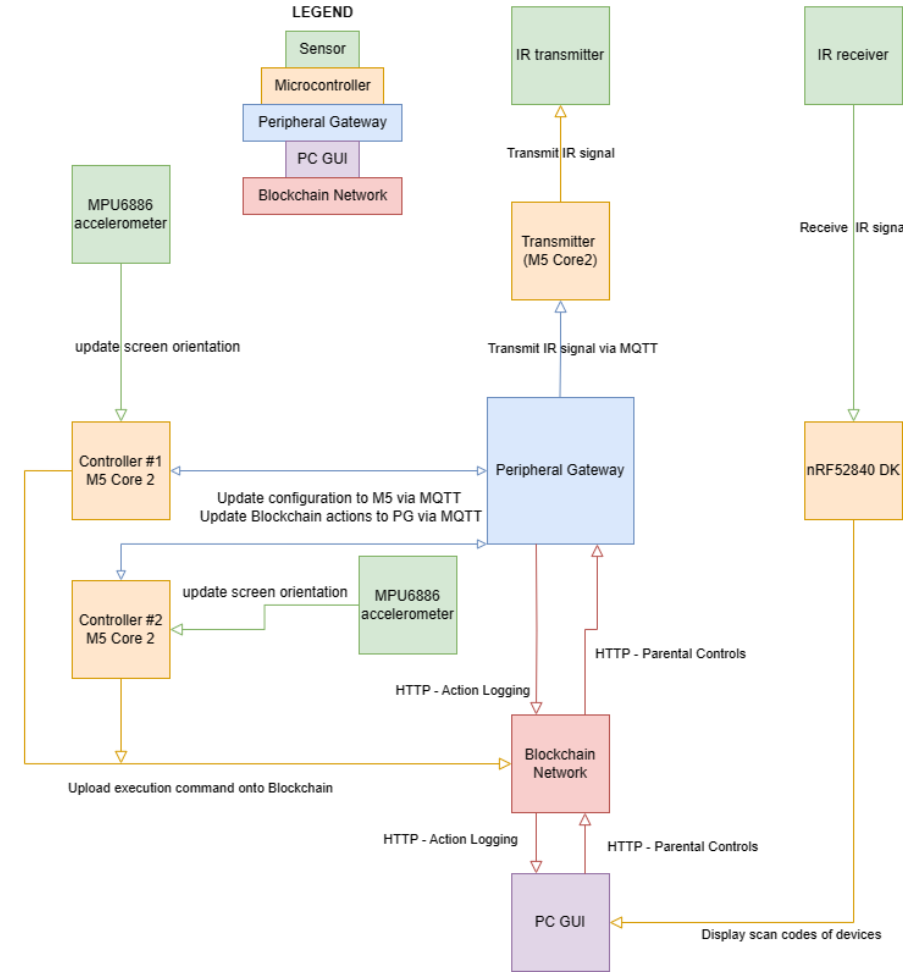 LEGEND
Sensor
Microcontroller
Peripheral Gateway
PC GUI
Blockchain Network
IR transmitter
IR receiver
Transmit IR signal
MPU6886
accelerometer
Transmitter
(M5 Core2)
Receive IR signa
update screen orientation
Transmit IR signal via MQTT
Controller #1
M5 Core 2
Peripheral Gateway
nRF52840 DK
Update configuration to M5 via MQTT
Update Blockchain actions to PG via MQTT
update screen orientation
MPU6886
accelerometer
Controller #2
M5 Core 2
HTTP - Parental Controls
HTTP - Action Logging
Blockchain
Network
Upload execution command onto Blockchain
HTTP - Action Logging
HTTP - Parental Controls
PC GUI
Display scan codes of devices